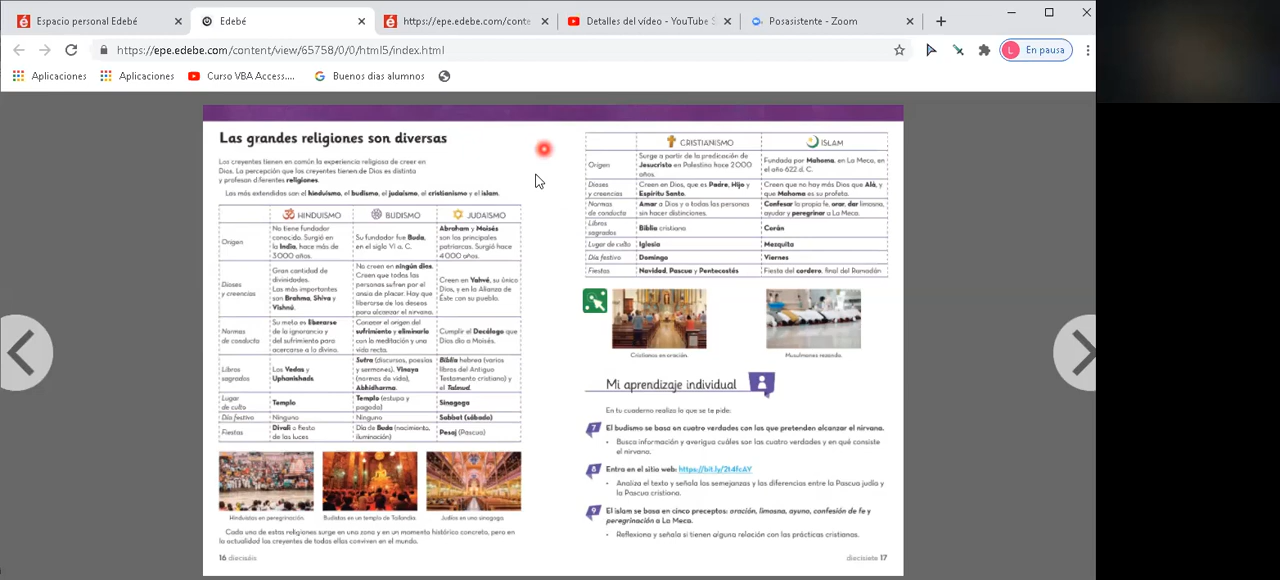 Espacio personal Edebé
Edebé
https://epe.edebe.com/conte
Detalles del vídeo - YouTube S
Posasistente - Zoom
https://epe.edebe.com/content/view/65758/0/0/html5/index.html
L
En pausa
Aplicaciones
Aplicaciones
Curso VBA Access....
Buenos dias alumnos
Las grandes religiones son diversas
Los creyentes tienen en común la experiencia religiosa de creer en
Dios. La percepción que los creyentes tienen de Dios es distinta
y profesan diferentes religiones.
Las más extendidas son el hinduismo, el budismo, el judaísmo, el cristianismo y el islam.
HINDUISMO
BUDISMO
JUDAÍSMO
Origen
No tiene fundador
conocido. Surgió en
la India, hace más de
3000 años.
Su fundador fue Buda,
en el siglo VI a. C.
Abraham y Moisés
son los principales
patriarcas. Surgió hace
4000 años.
Dioses
y creencias
Gran cantidad de
divinidades.
Las más importantes
son Brahma, Shiva y
Vishnú.
No creen en ningún dios.
Creen que todas las
personas sufren por el
ansia de placer. Hay que
liberarse de los deseos
para alcanzar el nirvana.
Creen en Yahvé, su único
Dios, y en la Alianza de
Éste con su pueblo.
Normas
de conducta
Su meta es liberarse
de la ignorancia y
del sufrimiento para
acercarse a lo divino.
Conocer el origen del
sufrimiento y eliminarlo
con la meditación y una
vida recta.
Cumplir el Decálogo que
Dios dio a Moisés.
Libros
sagrados
Los Vedas y
Uphanishads.
Sutra (discursos, poesías
y sermones). Vinaya
(normas de vida),
Abhidharma.
Biblia hebrea (varios
libros del Antiguo
Testamento cristiano) y
el Talmud.
Lugar
de culto
Templo
Templo (estupa y
pagoda)
Sinagoga
Día festivo
Ninguno
Ninguno
Sabbat (sábado)
Fiestas
Divali o fiesta
de las luces
Día de Buda (nacimiento,
iluminación)
Pesaj (Pascua)
Hinduistas en peregrinación.
Budistas en un templo de Tailandia.
Judíos en una sinagoga.
Cada una de estas religiones surge en una zona y en un momento histórico concreto, pero en
la actualidad los creyentes de todas ellas conviven en el mundo.
16 dieciséis
CRISTIANISMO
ISLAM
Origen
Surge a partir de la predicación de
Jesucristo en Palestina hace 2000
años.
Fundada por Mahoma, en La Meca, en
el año 622 d. C.
Dioses
y creencias
Creen en Dios, que es Padre, Hijo y
Espíritu Santo.
Creen que no hay más Dios que Alá, y
que Mahoma es su profeta.
Normas
de conducta
Amar a Dios y a todas las personas
sin hacer distinciones.
Confesar la propia fe, orar, dar limosna,
ayudar y peregrinar a La Meca.
Libros
sagrados
Biblia cristiana
Corán
Lugar de culto
Iglesia
Mezquita
Día festivo
Domingo
Viernes
Fiestas
Navidad, Pascua y Pentecostés
Fiesta del cordero, final del Ramadán
Cristianos en oración.
Musulmanes rezando.
Mi aprendizaje individual
En tu cuaderno realiza lo que se te pide:
7 El budismo se basa en cuatro verdades con las que pretenden alcanzar el nirvana.
• Busca información y averigua cuáles son las cuatro verdades y en qué consiste
el nirvana.
8 Entra en el sitio web: https://bit.ly/2t4fcAV
• Analiza el texto y señala las semejanzas y las diferencias entre la Pascua judía y
la Pascua cristiana.
9 El islam se basa en cinco preceptos: oración, limosna, ayuno, confesión de fe y
peregrinación a La Meca.
• Reflexiona y señala si tienen alguna relación con las prácticas cristianas.
diecisiete 17